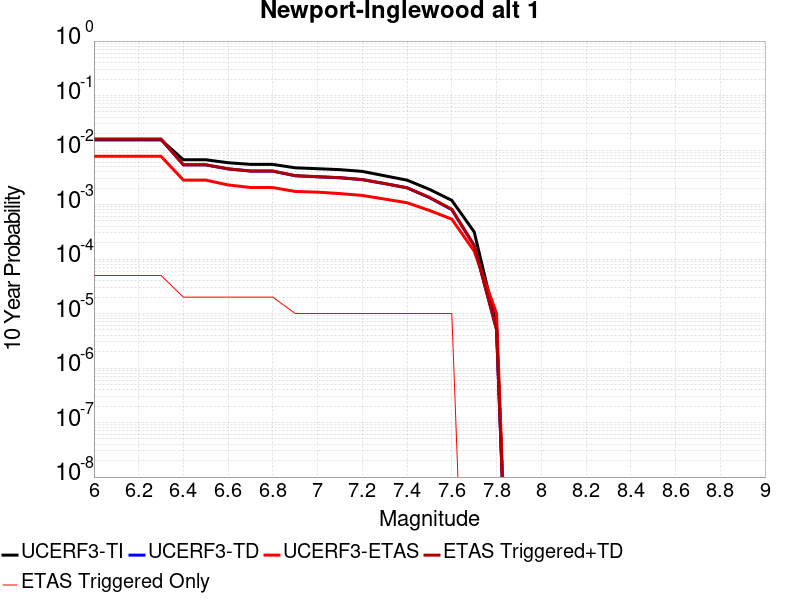 Newport-Inglewood alt 1
10^0
10^-1
10^-2
10^-3
10^-4
10^-5
10^-6
10^-7
10^-8
10 Year Probability
6 6.2 6.4 6.6 6.8 7 7.2 7.4 7.6 7.8 8 8.2 8.4 8.6 8.8 9
Magnitude
UCERF3-TI UCERF3-TD UCERF3-ETAS ETAS Triggered+TD
ETAS Triggered Only